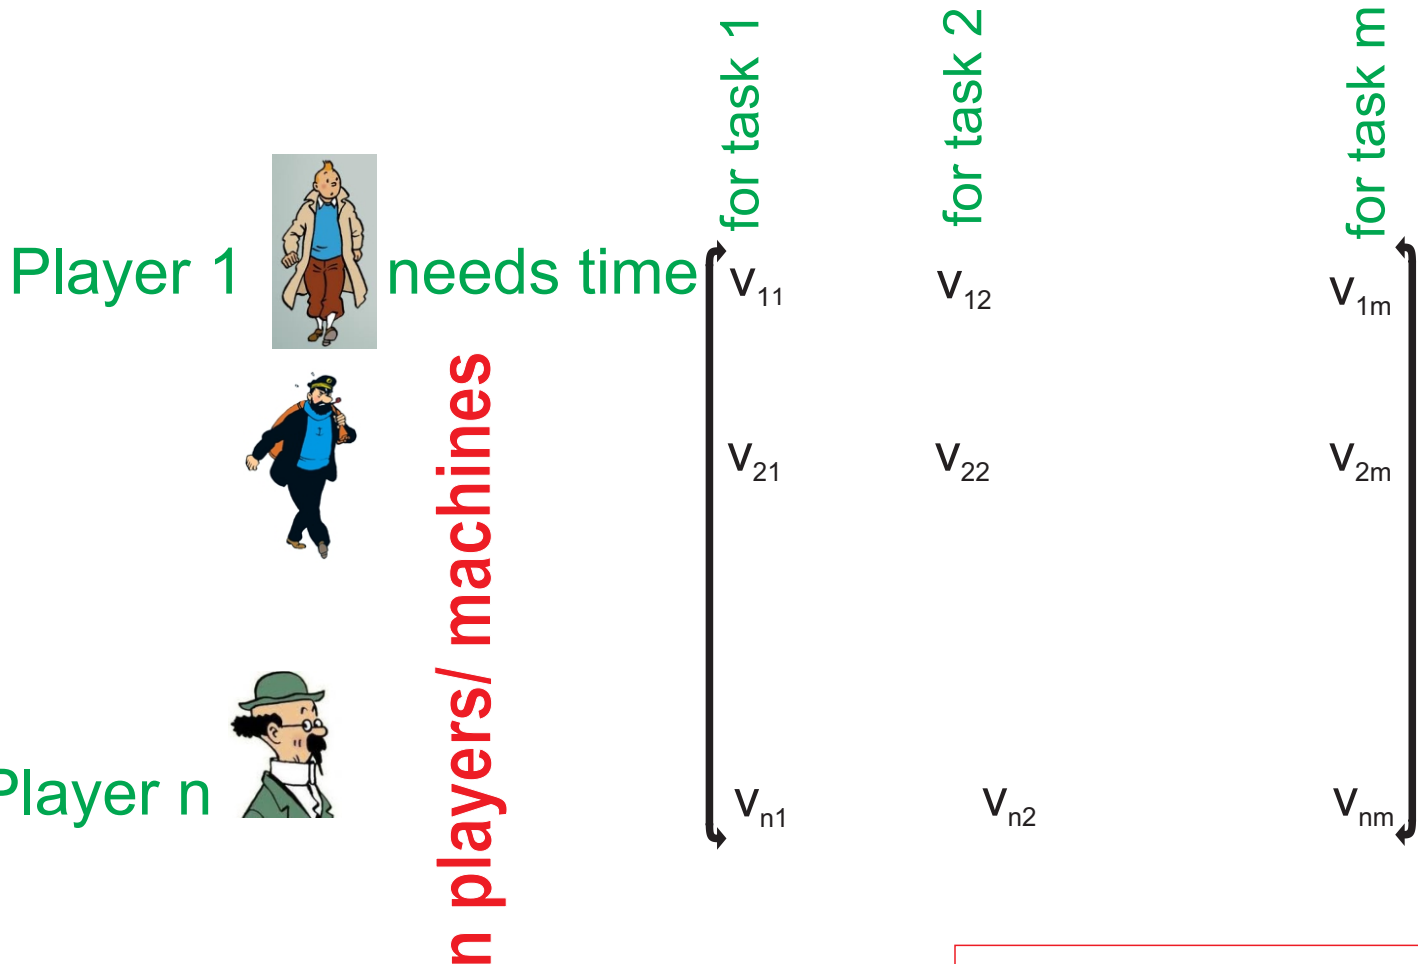 for task 1
for task 2
for task m
Player 1 needs time
v11 v12 v1m
n players/ machines
v21 v22 v2m
Player n
vn1 vn2 vnm